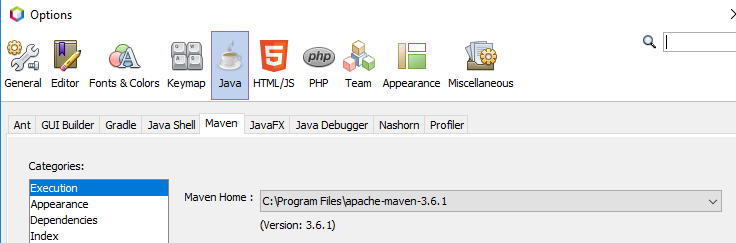 Options
General Editor Fonts & Colors Keymap Java HTML/JS PHP Team Appearance Miscellaneous
Ant GUI Builder Gradle Java Shell Maven JavaFX Java Debugger Nashorn Profiler
Categories:
Execution
Appearance
Dependencies
Index
Maven Home : C:\Program Files\apache-maven-3.6.1
(Version: 3.6.1)